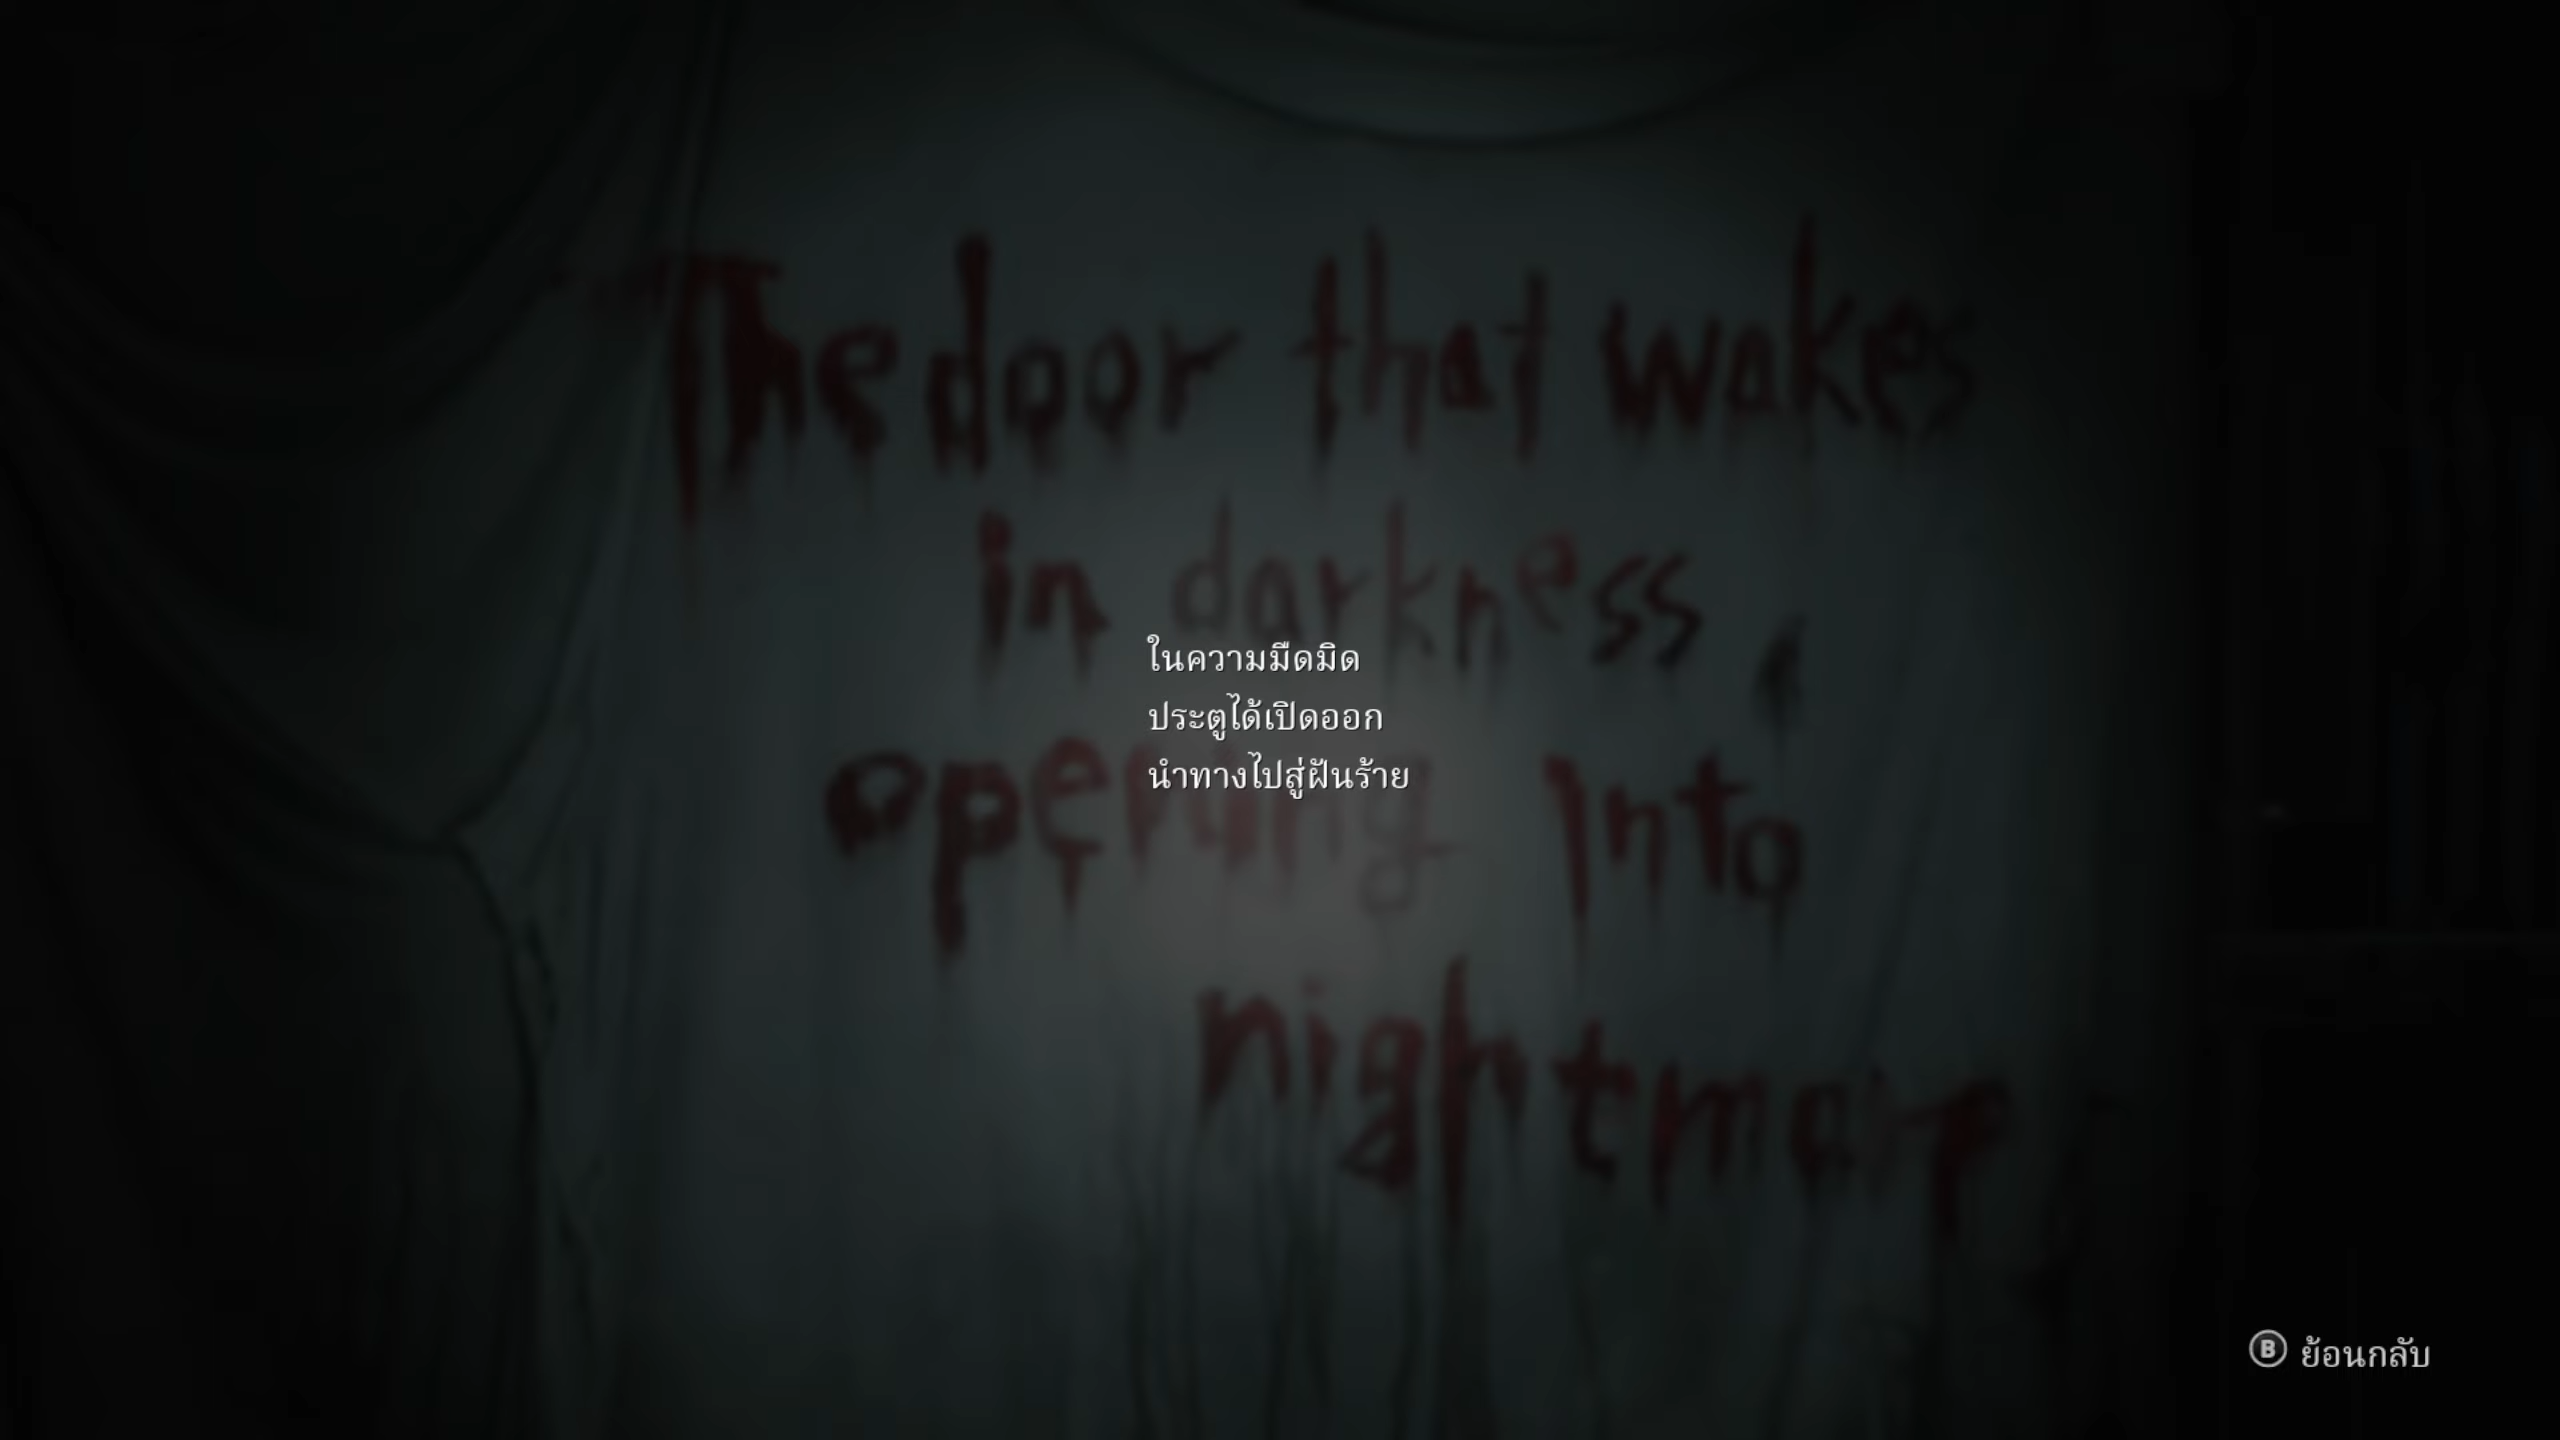 The door that wakes
in darkness,
ในความมืดมิด
ประตูได้เปิดออก
opening into
นำทางไปสู่ฝันร้าย
nightmare
B ย้อนกลับ